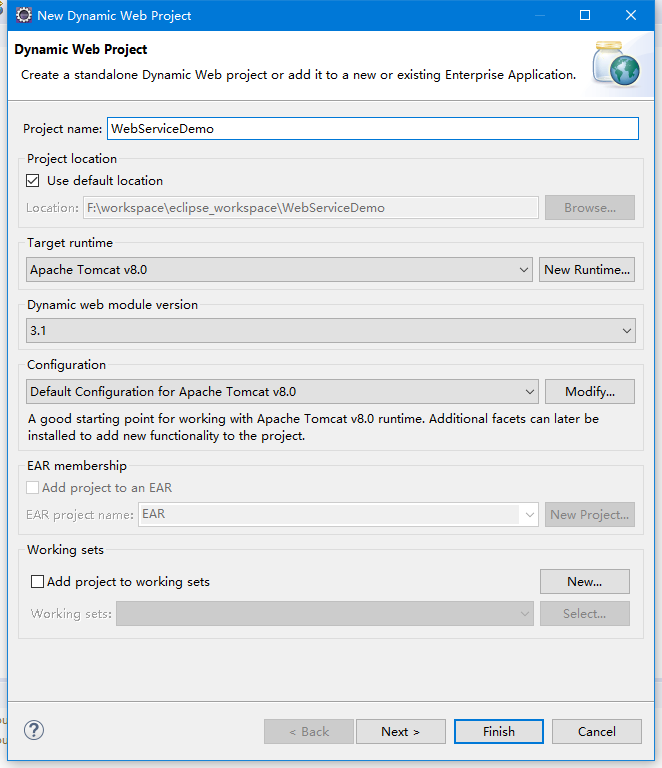 New Dynamic Web Project
Dynamic Web Project
Create a standalone Dynamic Web project or add it to a new or existing Enterprise Application.
Project name: WebServiceDemo
Project location
Use default location
Location: F:\workspace\eclipse_workspace\WebServiceDemo Browse...
Target runtime
Apache Tomcat v8.0 New Runtime...
Dynamic web module version
3.1
Configuration
Default Configuration for Apache Tomcat v8.0 Modify...
A good starting point for working with Apache Tomcat v8.0 runtime. Additional facets can later be
installed to add new functionality to the project.
EAR membership
Add project to an EAR
EAR project name: EAR New Project...
Working sets
Add project to working sets New...
Working sets: Select...
? < Back Next > Finish Cancel